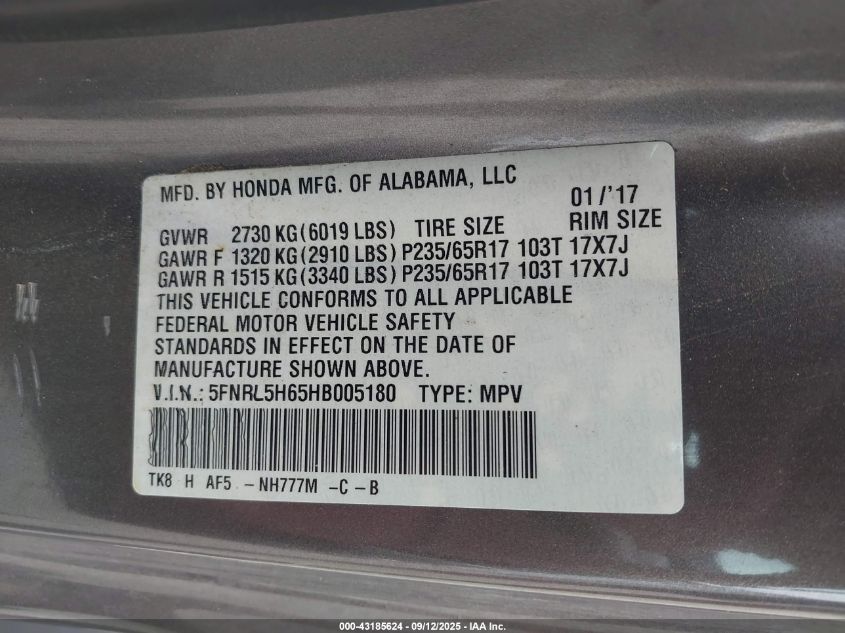 MFD. BY HONDA MFG. OF ALABAMA, LLC
01/'17
GVWR 2730 KG(6019 LBS) TIRE SIZE RIM SIZE
GAWR F 1320 KG(2910 LBS) P235/65R17 103T 17X7J
GAWR R 1515 KG(3340 LBS) P235/65R17 103T 17X7J
THIS VEHICLE CONFORMS TO ALL APPLICABLE
FEDERAL MOTOR VEHICLE SAFETY
STANDARDS IN EFFECT ON THE DATE OF
MANUFACTURE SHOWN ABOVE.
V.I.N.: 5FNRL5H65HB005180 TYPE: MPV
TK8 H AF5 -NH777M -C -B
000-43185624 - 09/12/2025 - IAA Inc.